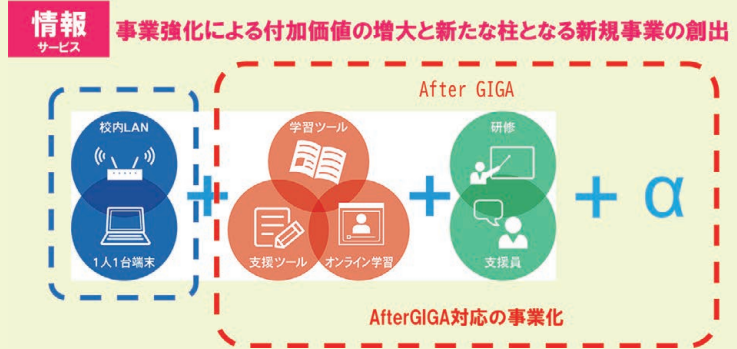 情報
サービス
事業強化による付加価値の増大と新たな柱となる新規事業の創出
After GIGA
校内LAN
1人1台端末
+
学習ツール
支援ツール
オンライン学習
+
研修
支援員
+ α
AfterGIGA対応の事業化